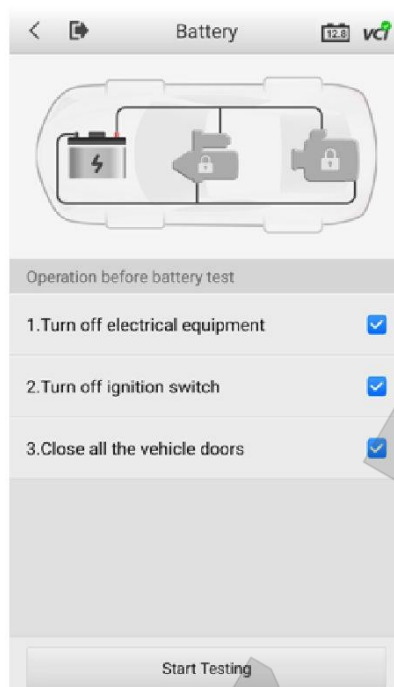 Battery
12.8
vci
Operation before battery test
1.Turn off electrical equipment
2.Turn off ignition switch
3.Close all the vehicle doors
Start Testing